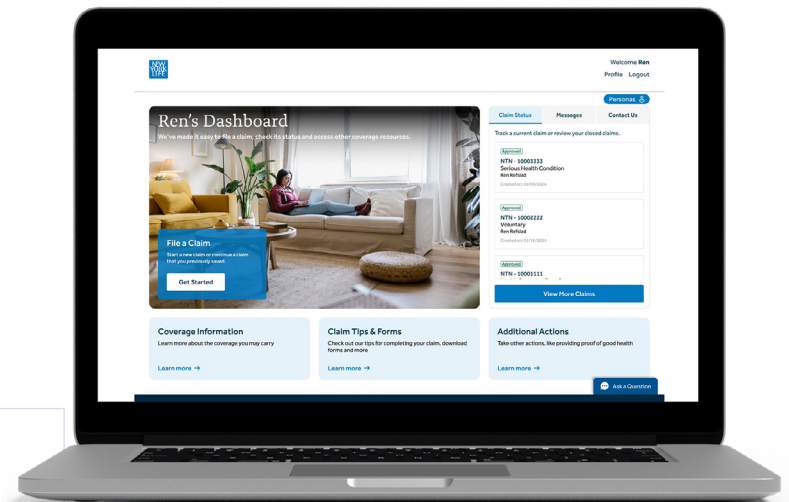 NEW
YORK
LIFE
Welcome Ren
Profile Logout
Personas
Ren's Dashboard
We've made it easy to file a claim, check its status and access other coverage resources.
File a Claim
Start a new claim or continue a claim
that you previously saved.
Get Started
Claim Status Messages Contact Us
Track a current claim or review your closed claims.
Approved
NTN - 10003333
Serious Health Condition
Ren Refslad
Approved
NTN - 10002222
Voluntary
Ren Refslad
Approved
NTN - 10001111
View More Claims
Coverage Information
Learn more about the coverage you may carry
Learn more →
Claim Tips & Forms
Check out our tips for completing your claim, download
forms and more
Learn more →
Additional Actions
Take other actions, like providing proof of good health
Learn more →
Ask a Question